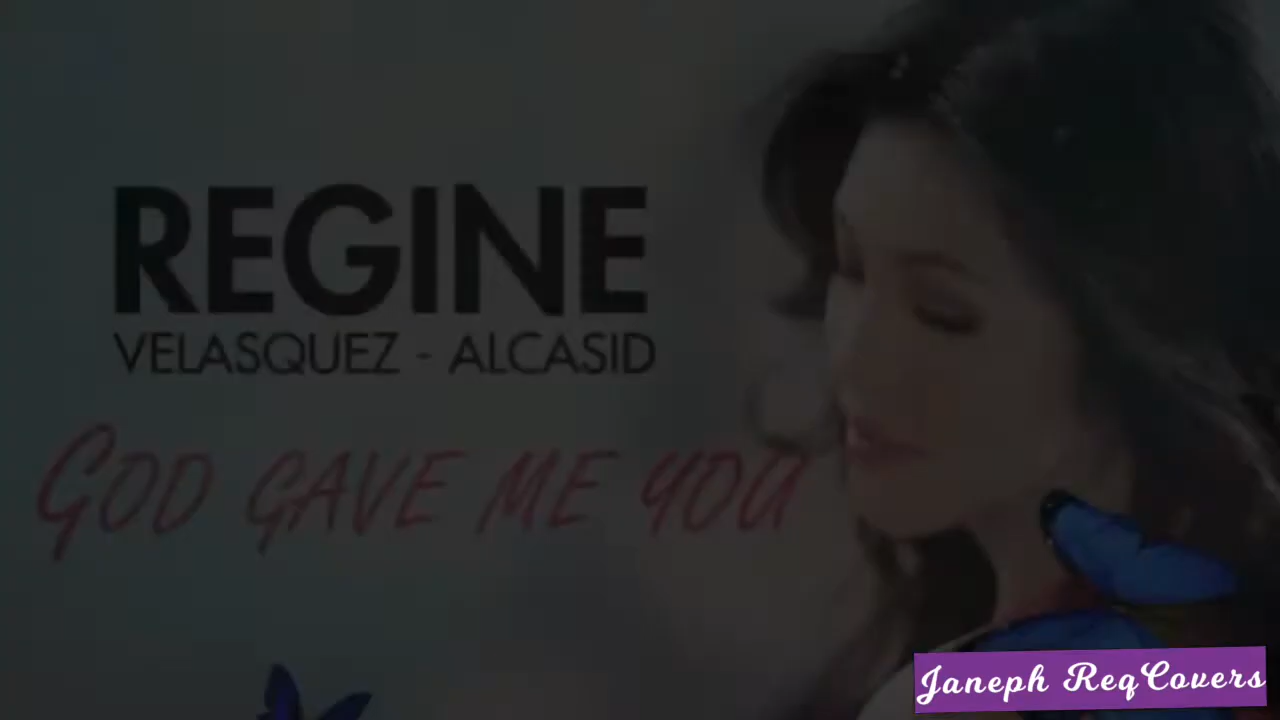 REGINE
VELASQUEZ - ALCASID
GOD GAVE ME YOU
Janeph ReqCovers